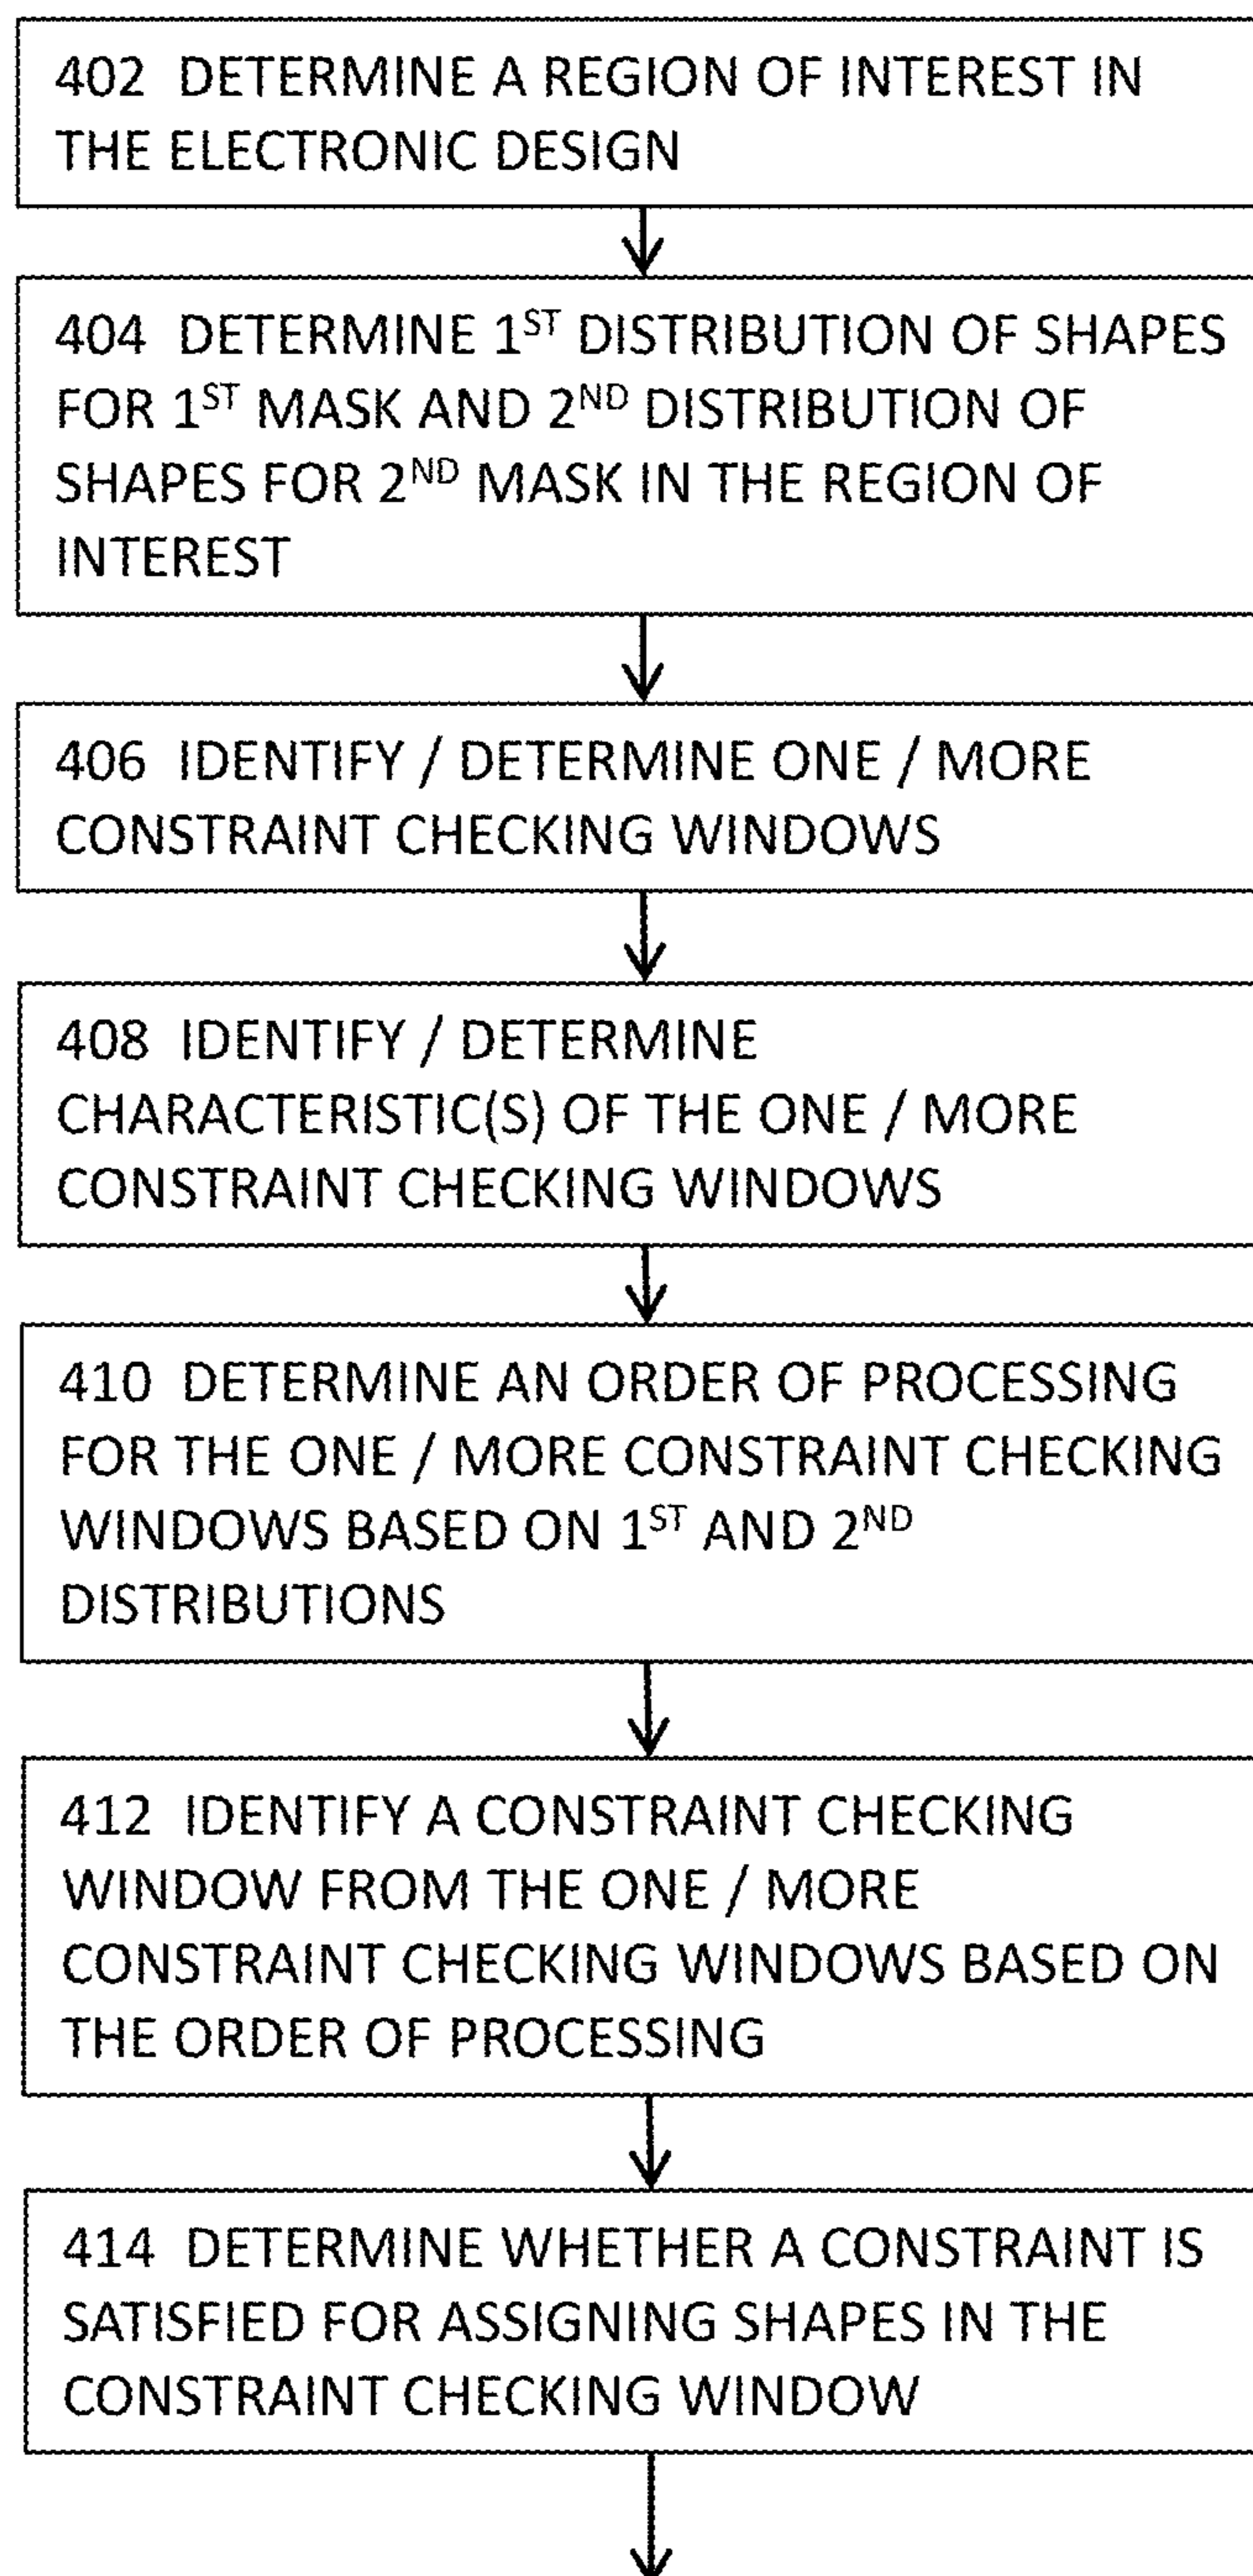 402 DETERMINE A REGION OF INTEREST IN
THE ELECTRONIC DESIGN
404 DETERMINE 1ST DISTRIBUTION OF SHAPES
FOR 1ST MASK AND 2ND DISTRIBUTION OF
SHAPES FOR 2ND MASK IN THE REGION OF
INTEREST
406 IDENTIFY / DETERMINE ONE / MORE
CONSTRAINT CHECKING WINDOWS
408 IDENTIFY / DETERMINE
CHARACTERISTIC(S) OF THE ONE / MORE
CONSTRAINT CHECKING WINDOWS
410 DETERMINE AN ORDER OF PROCESSING
FOR THE ONE / MORE CONSTRAINT CHECKING
WINDOWS BASED ON 1ST AND 2ND
DISTRIBUTIONS
412 IDENTIFY A CONSTRAINT CHECKING
WINDOW FROM THE ONE / MORE
CONSTRAINT CHECKING WINDOWS BASED ON
THE ORDER OF PROCESSING
414 DETERMINE WHETHER A CONSTRAINT IS
SATISFIED FOR ASSIGNING SHAPES IN THE
CONSTRAINT CHECKING WINDOW